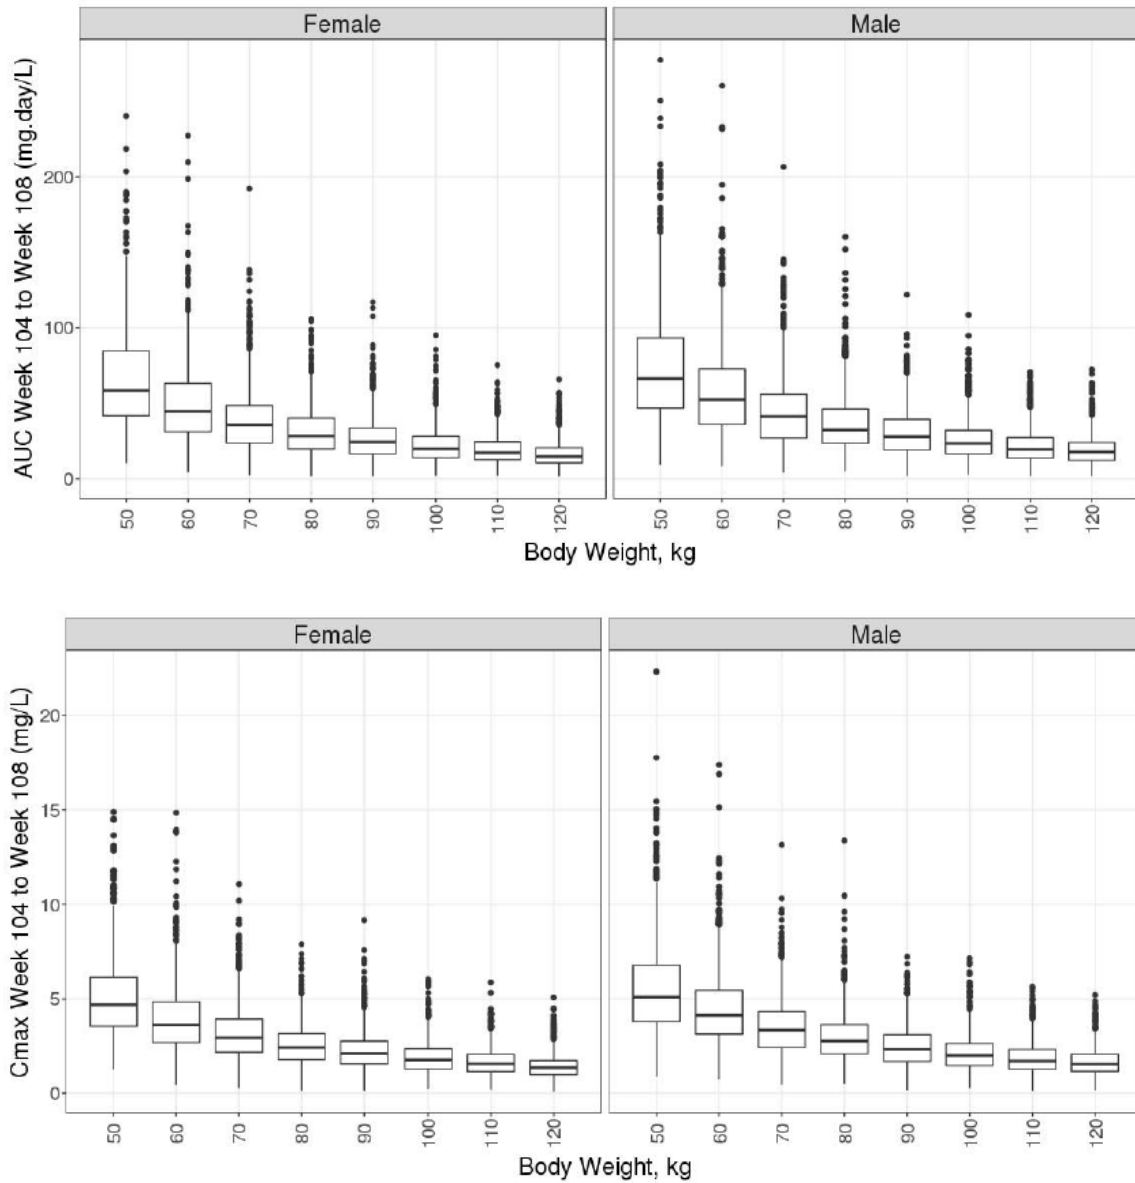 Female Male
AUC Week 104 to Week 108 (mg.day/L)
200
100
0
50 60 70 80 90 100 110 120 50 60 70 80 90 100 110 120
Body Weight, kg
Female Male
Cmax Week 104 to Week 108 (mg/L)
20
15
10
5
0
50 60 70 80 90 100 110 120 50 60 70 80 90 100 110 120
Body Weight, kg